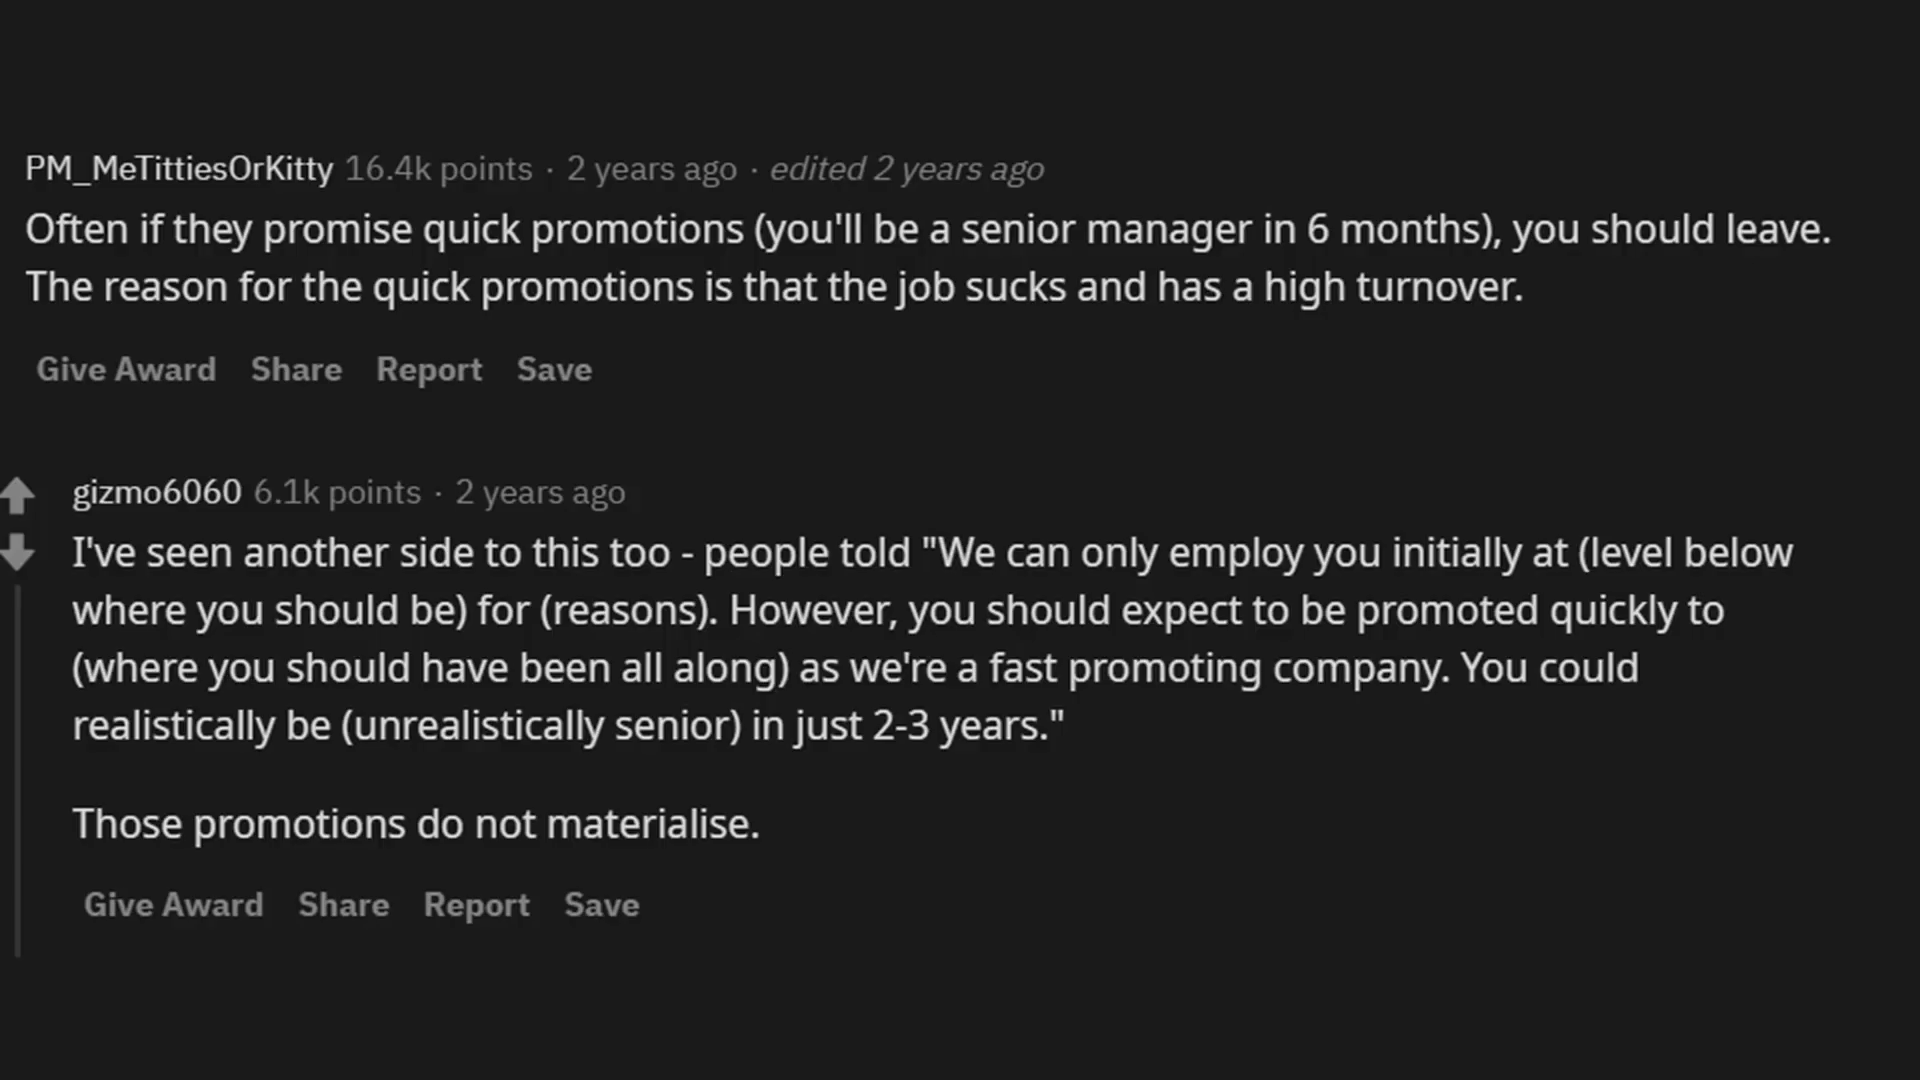 PM_MeTittiesOrKitty 16.4k points · 2 years ago · edited 2 years ago
Often if they promise quick promotions (you'll be a senior manager in 6 months), you should leave.
The reason for the quick promotions is that the job sucks and has a high turnover.
Give Award Share Report Save
gizmo6060 6.1k points · 2 years ago
I've seen another side to this too - people told "We can only employ you initially at (level below
where you should be) for (reasons). However, you should expect to be promoted quickly to
(where you should have been all along) as we're a fast promoting company. You could
realistically be (unrealistically senior) in just 2-3 years."
Those promotions do not materialise.
Give Award Share Report Save